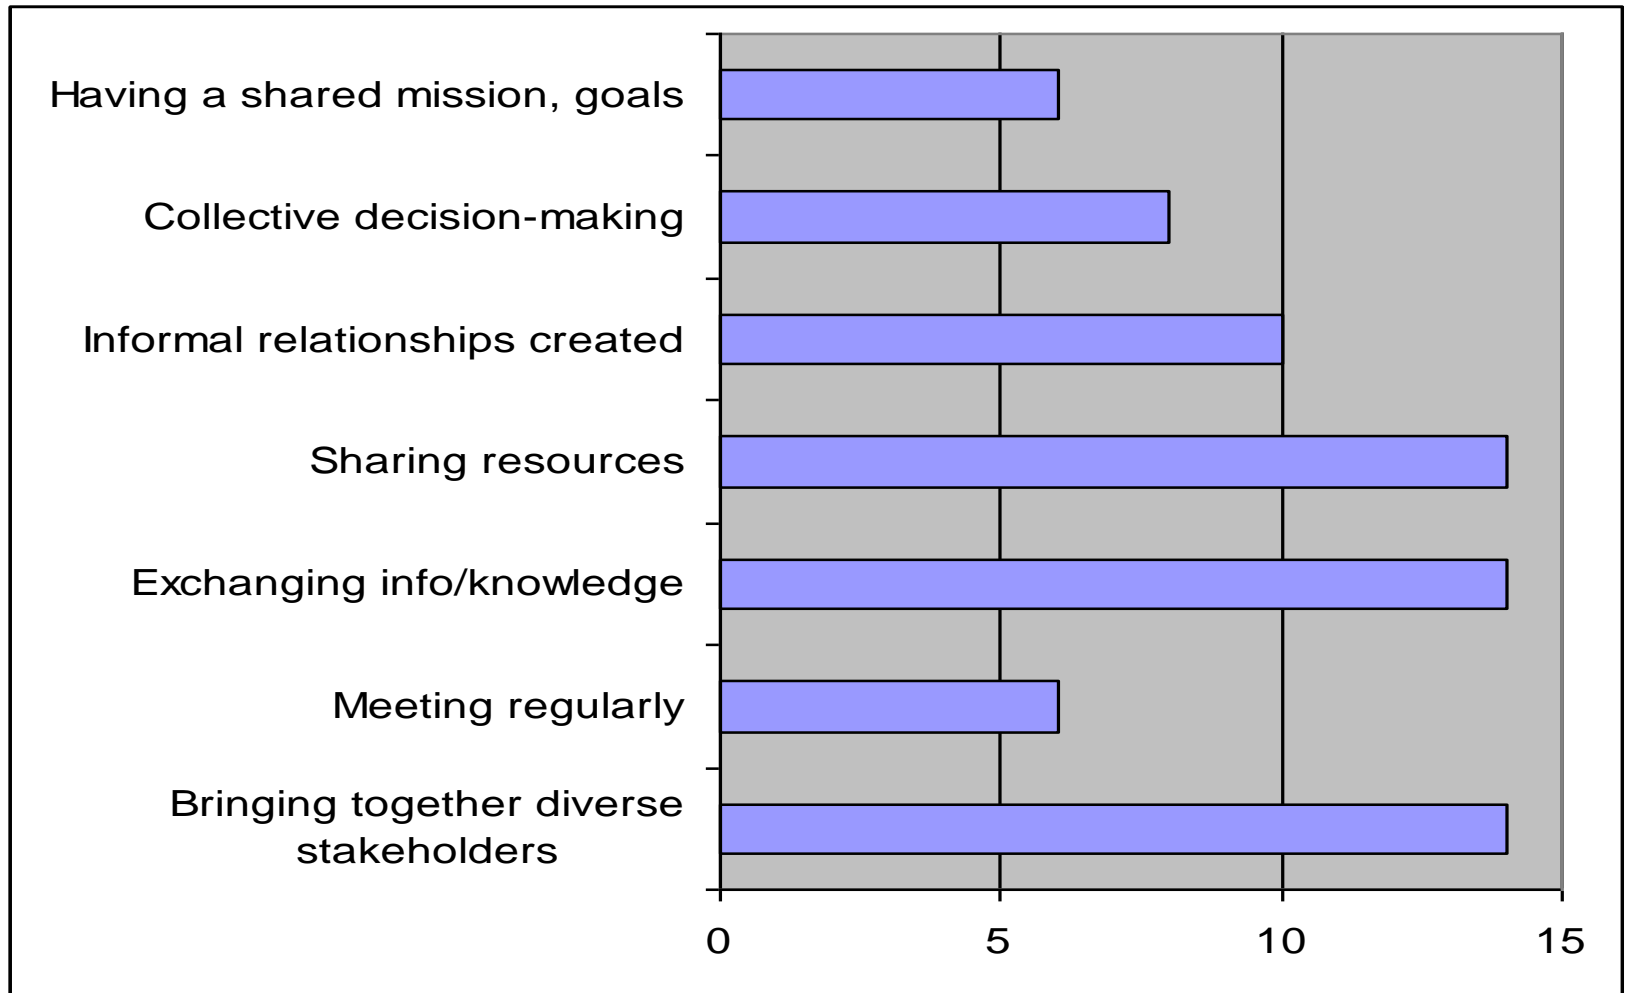 Having a shared mission, goals
Collective decision-making
Informal relationships created
Sharing resources
Exchanging info/knowledge
Meeting regularly
Bringing together diverse
stakeholders
0 5 10 15